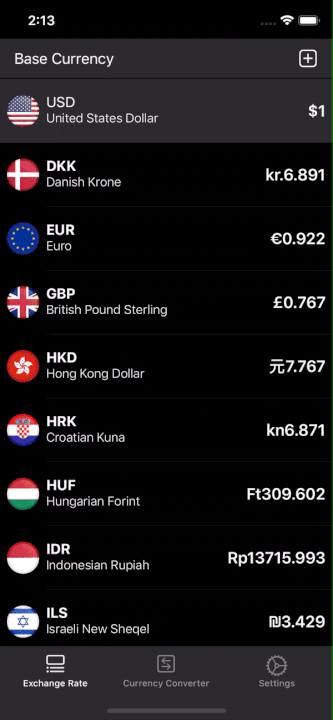 2:13
Base Currency
USD
United States Dollar
$1
DKK
Danish Krone
kr.6.891
EUR
Euro
€0.922
GBP
British Pound Sterling
£0.767
HKD
Hong Kong Dollar
元7.767
HRK
Croatian Kuna
kn6.871
HUF
Hungarian Forint
Ft309.602
IDR
Indonesian Rupiah
Rp13715.993
ILS
Israeli New Sheqel
₪3.429
Exchange Rate
Currency Converter
Settings